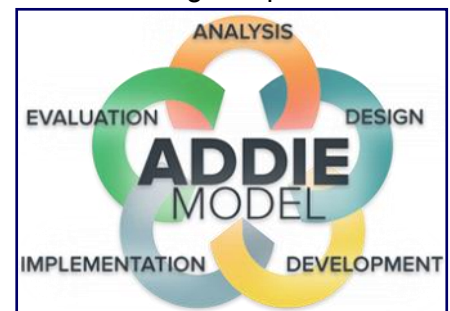 ANALYSIS
EVALUATION
DESIGN
ADDIE
MODEL
IMPLEMENTATION
DEVELOPMENT